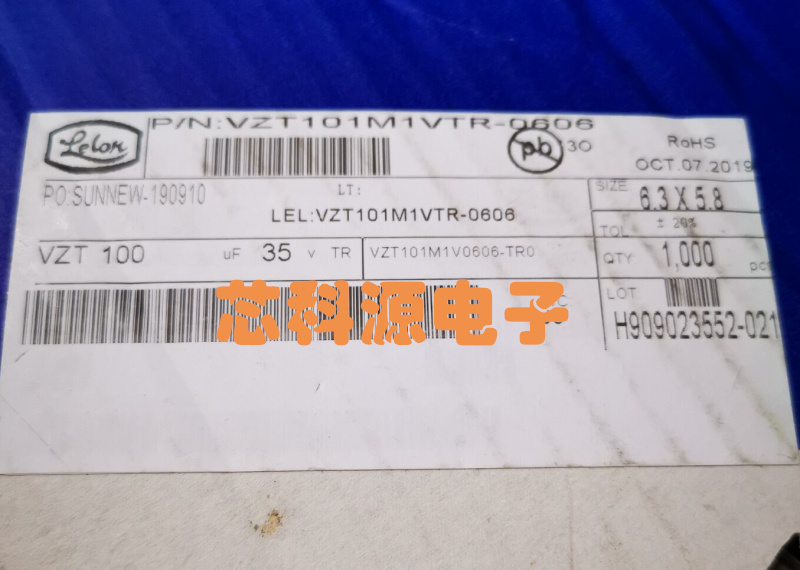 Lelon
P/N:VZT101M1VTR-0606
pb 30
RoHS
OCT.07.2019
PO:SUNNEW-190910
LT:
LEL:VZT101M1VTR-0606
SIZE 6.3 X 5.8
TOL ± 20%
VZT 100 uF 35 V TR
VZT101M1V0606-TR0
QTY 1,000 pcs
LOT
H909023552-021
芯科源电子
C